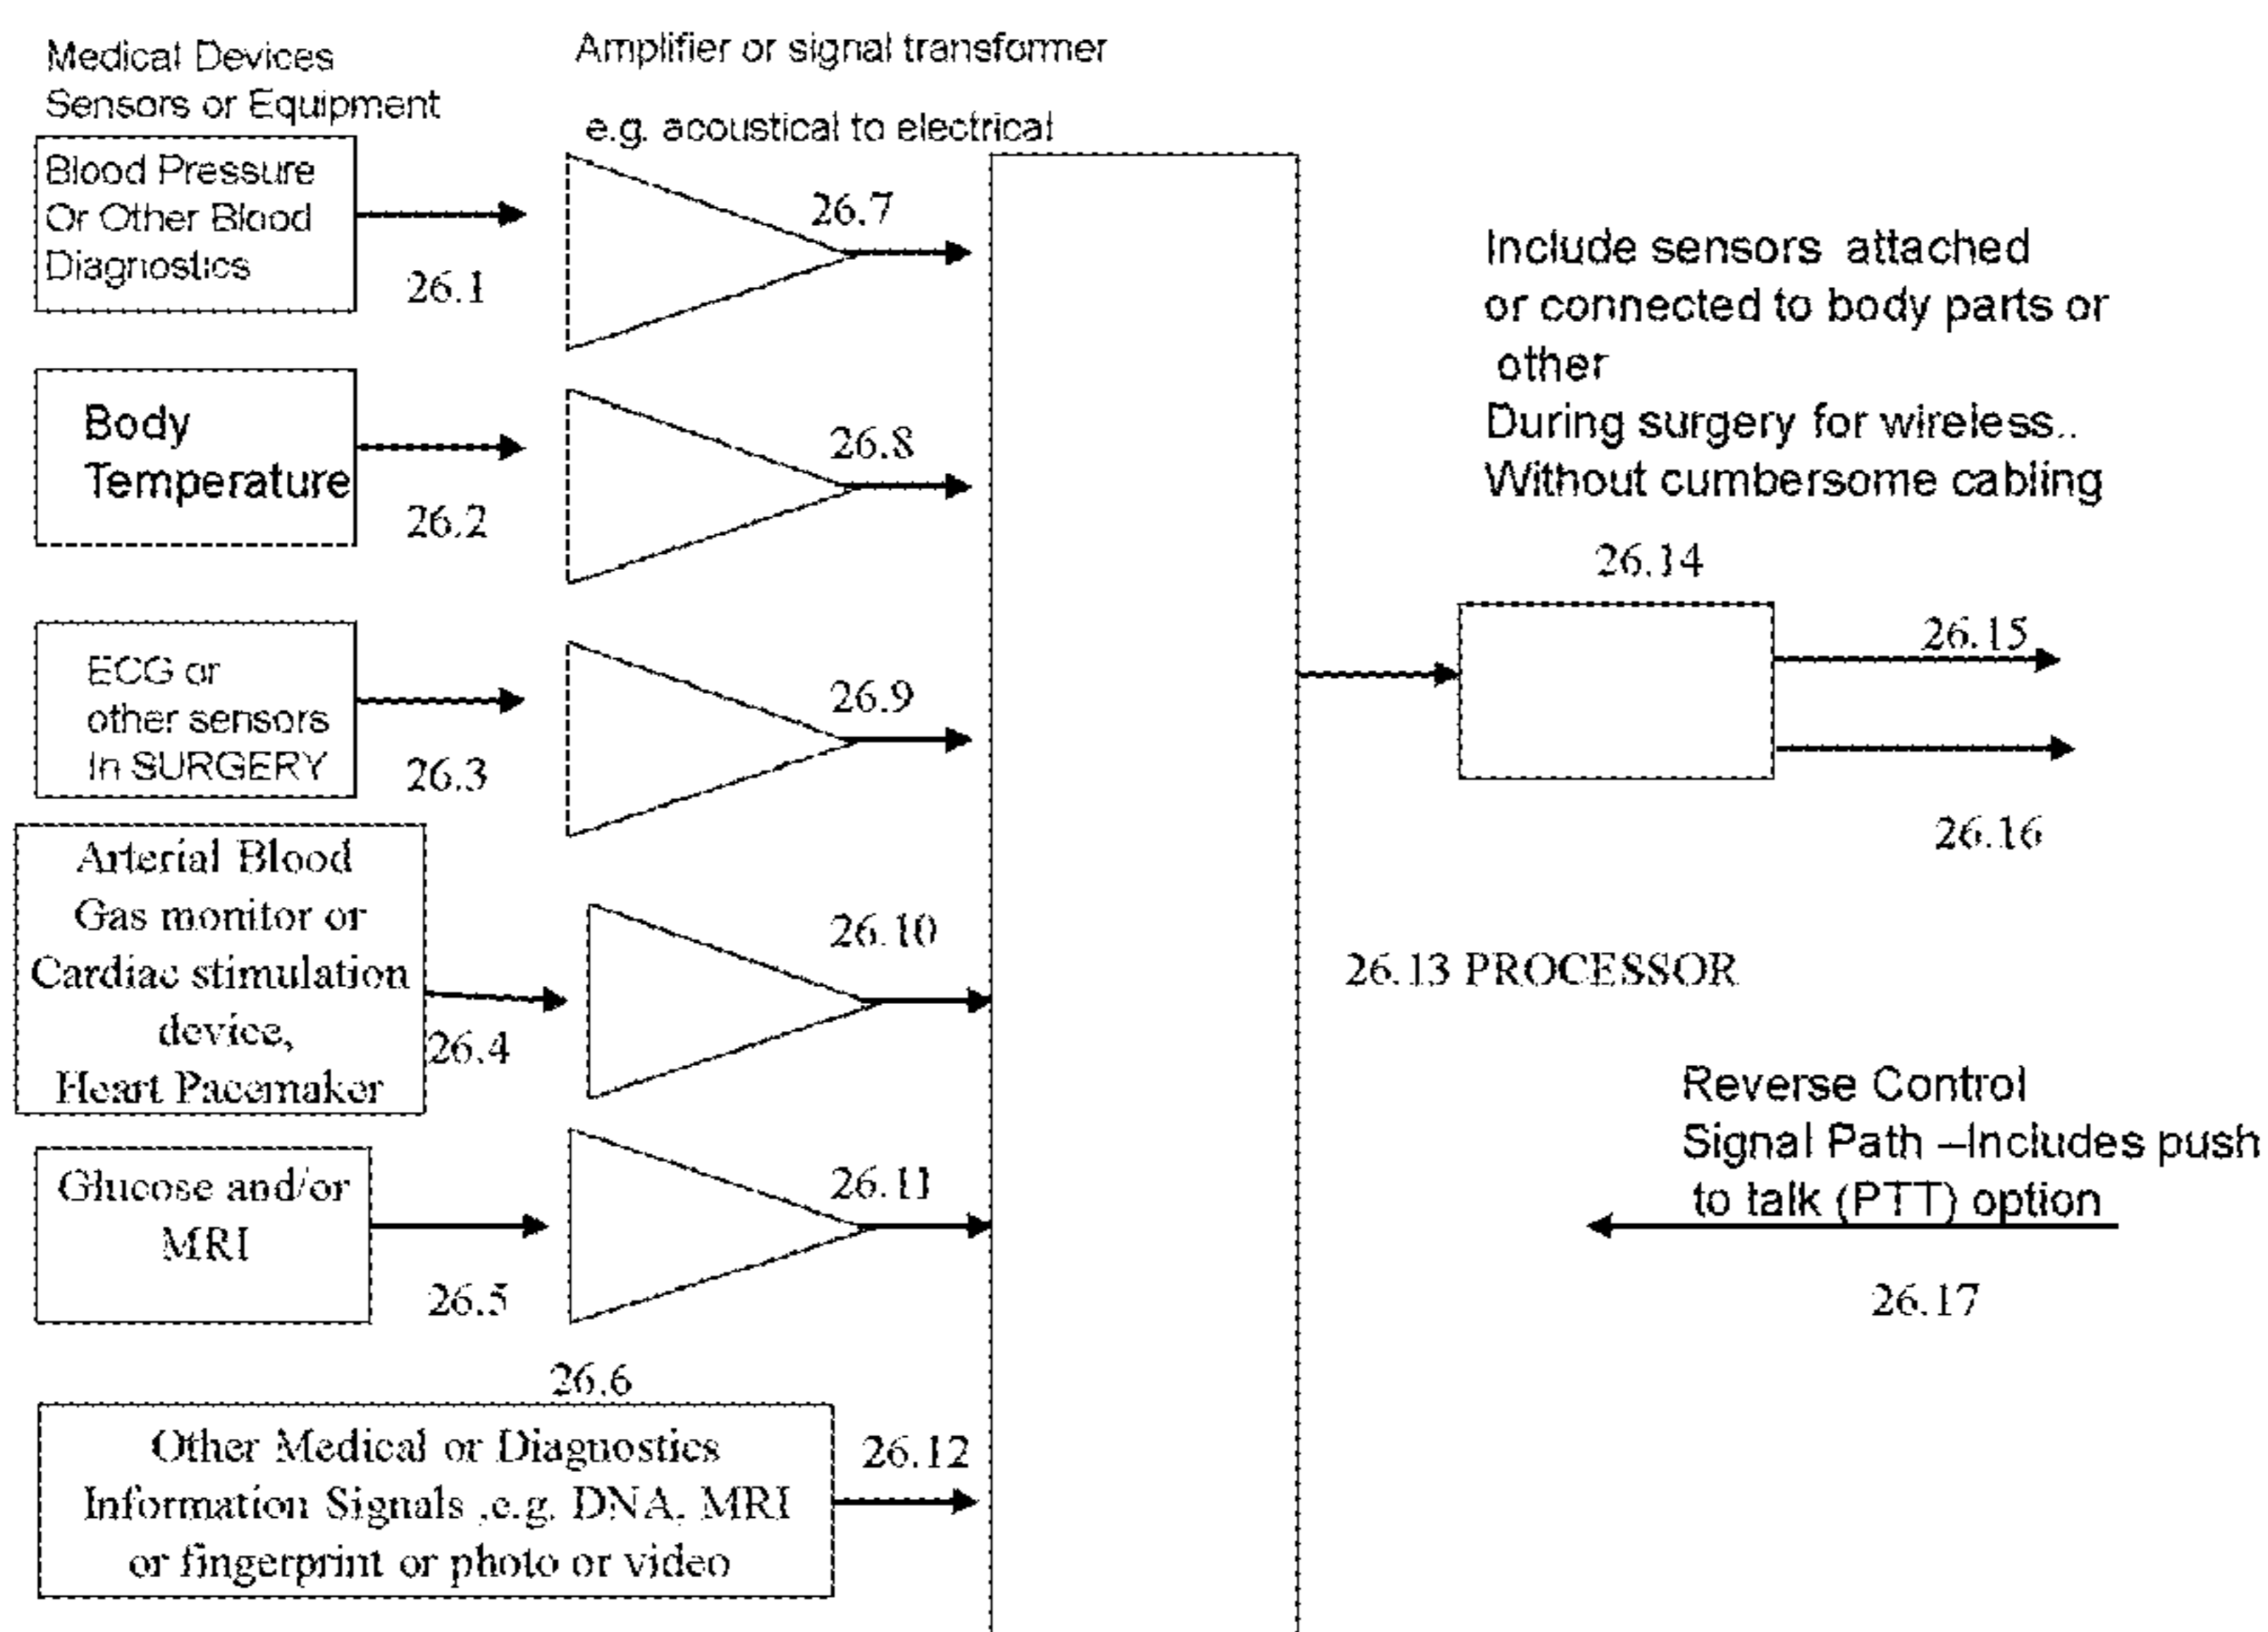 Medical Devices
Sensors or Equipment
Amplifier or signal transformer
e.g. acoustical to electrical
Blood Pressure
Or Other Blood
Diagnostics
26.1
26.7
Body
Temperature
26.2
26.8
ECG or
other sensors
In SURGERY
26.3
26.9
Arterial Blood
Gas monitor or
Cardiac stimulation
device,
Heart Pacemaker
26.4
26.10
Glucose and/or
MRI
26.5
26.11
26.6
Other Medical or Diagnostics
Information Signals ,e.g. DNA, MRI
or fingerprint or photo or video
26.12
Include sensors attached
or connected to body parts or
other
During surgery for wireless..
Without cumbersome cabling
26.14
26.15
26.16
26.13 PROCESSOR
Reverse Control
Signal Path –Includes push
to talk (PTT) option
26.17